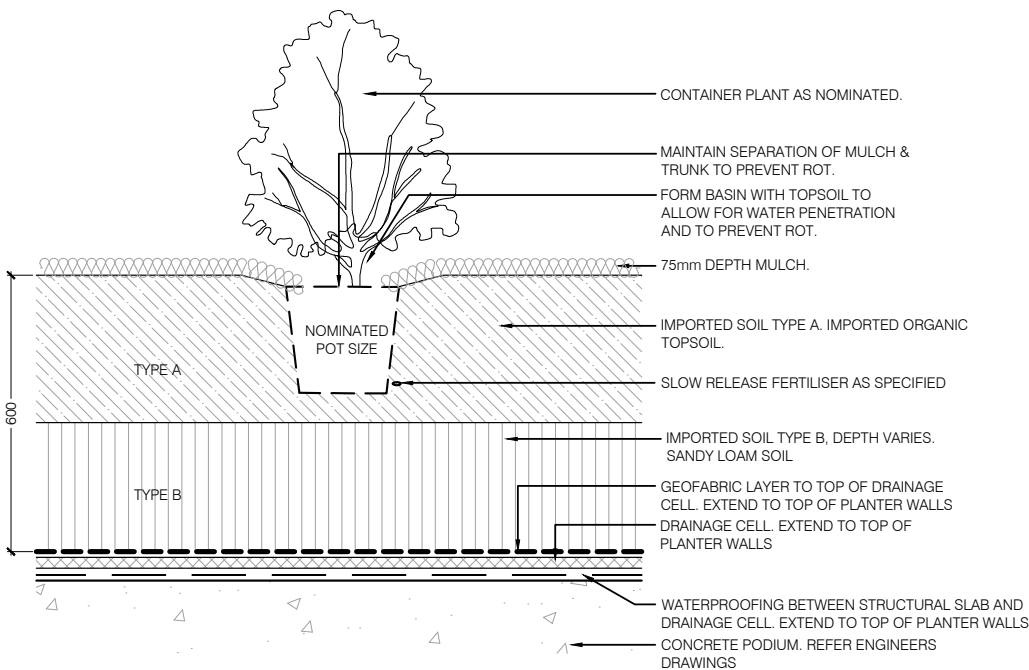 CONTAINER PLANT AS NOMINATED.
MAINTAIN SEPARATION OF MULCH &
TRUNK TO PREVENT ROT.
FORM BASIN WITH TOPSOIL TO
ALLOW FOR WATER PENETRATION
AND TO PREVENT ROT.
75mm DEPTH MULCH.
NOMINATED
POT SIZE
IMPORTED SOIL TYPE A. IMPORTED ORGANIC
TOPSOIL.
TYPE A
SLOW RELEASE FERTILISER AS SPECIFIED
600
IMPORTED SOIL TYPE B, DEPTH VARIES.
SANDY LOAM SOIL
TYPE B
GEOFABRIC LAYER TO TOP OF DRAINAGE
CELL. EXTEND TO TOP OF PLANTER WALLS
DRAINAGE CELL. EXTEND TO TOP OF
PLANTER WALLS
WATERPROOFING BETWEEN STRUCTURAL SLAB AND
DRAINAGE CELL. EXTEND TO TOP OF PLANTER WALLS
CONCRETE PODIUM. REFER ENGINEERS
DRAWINGS